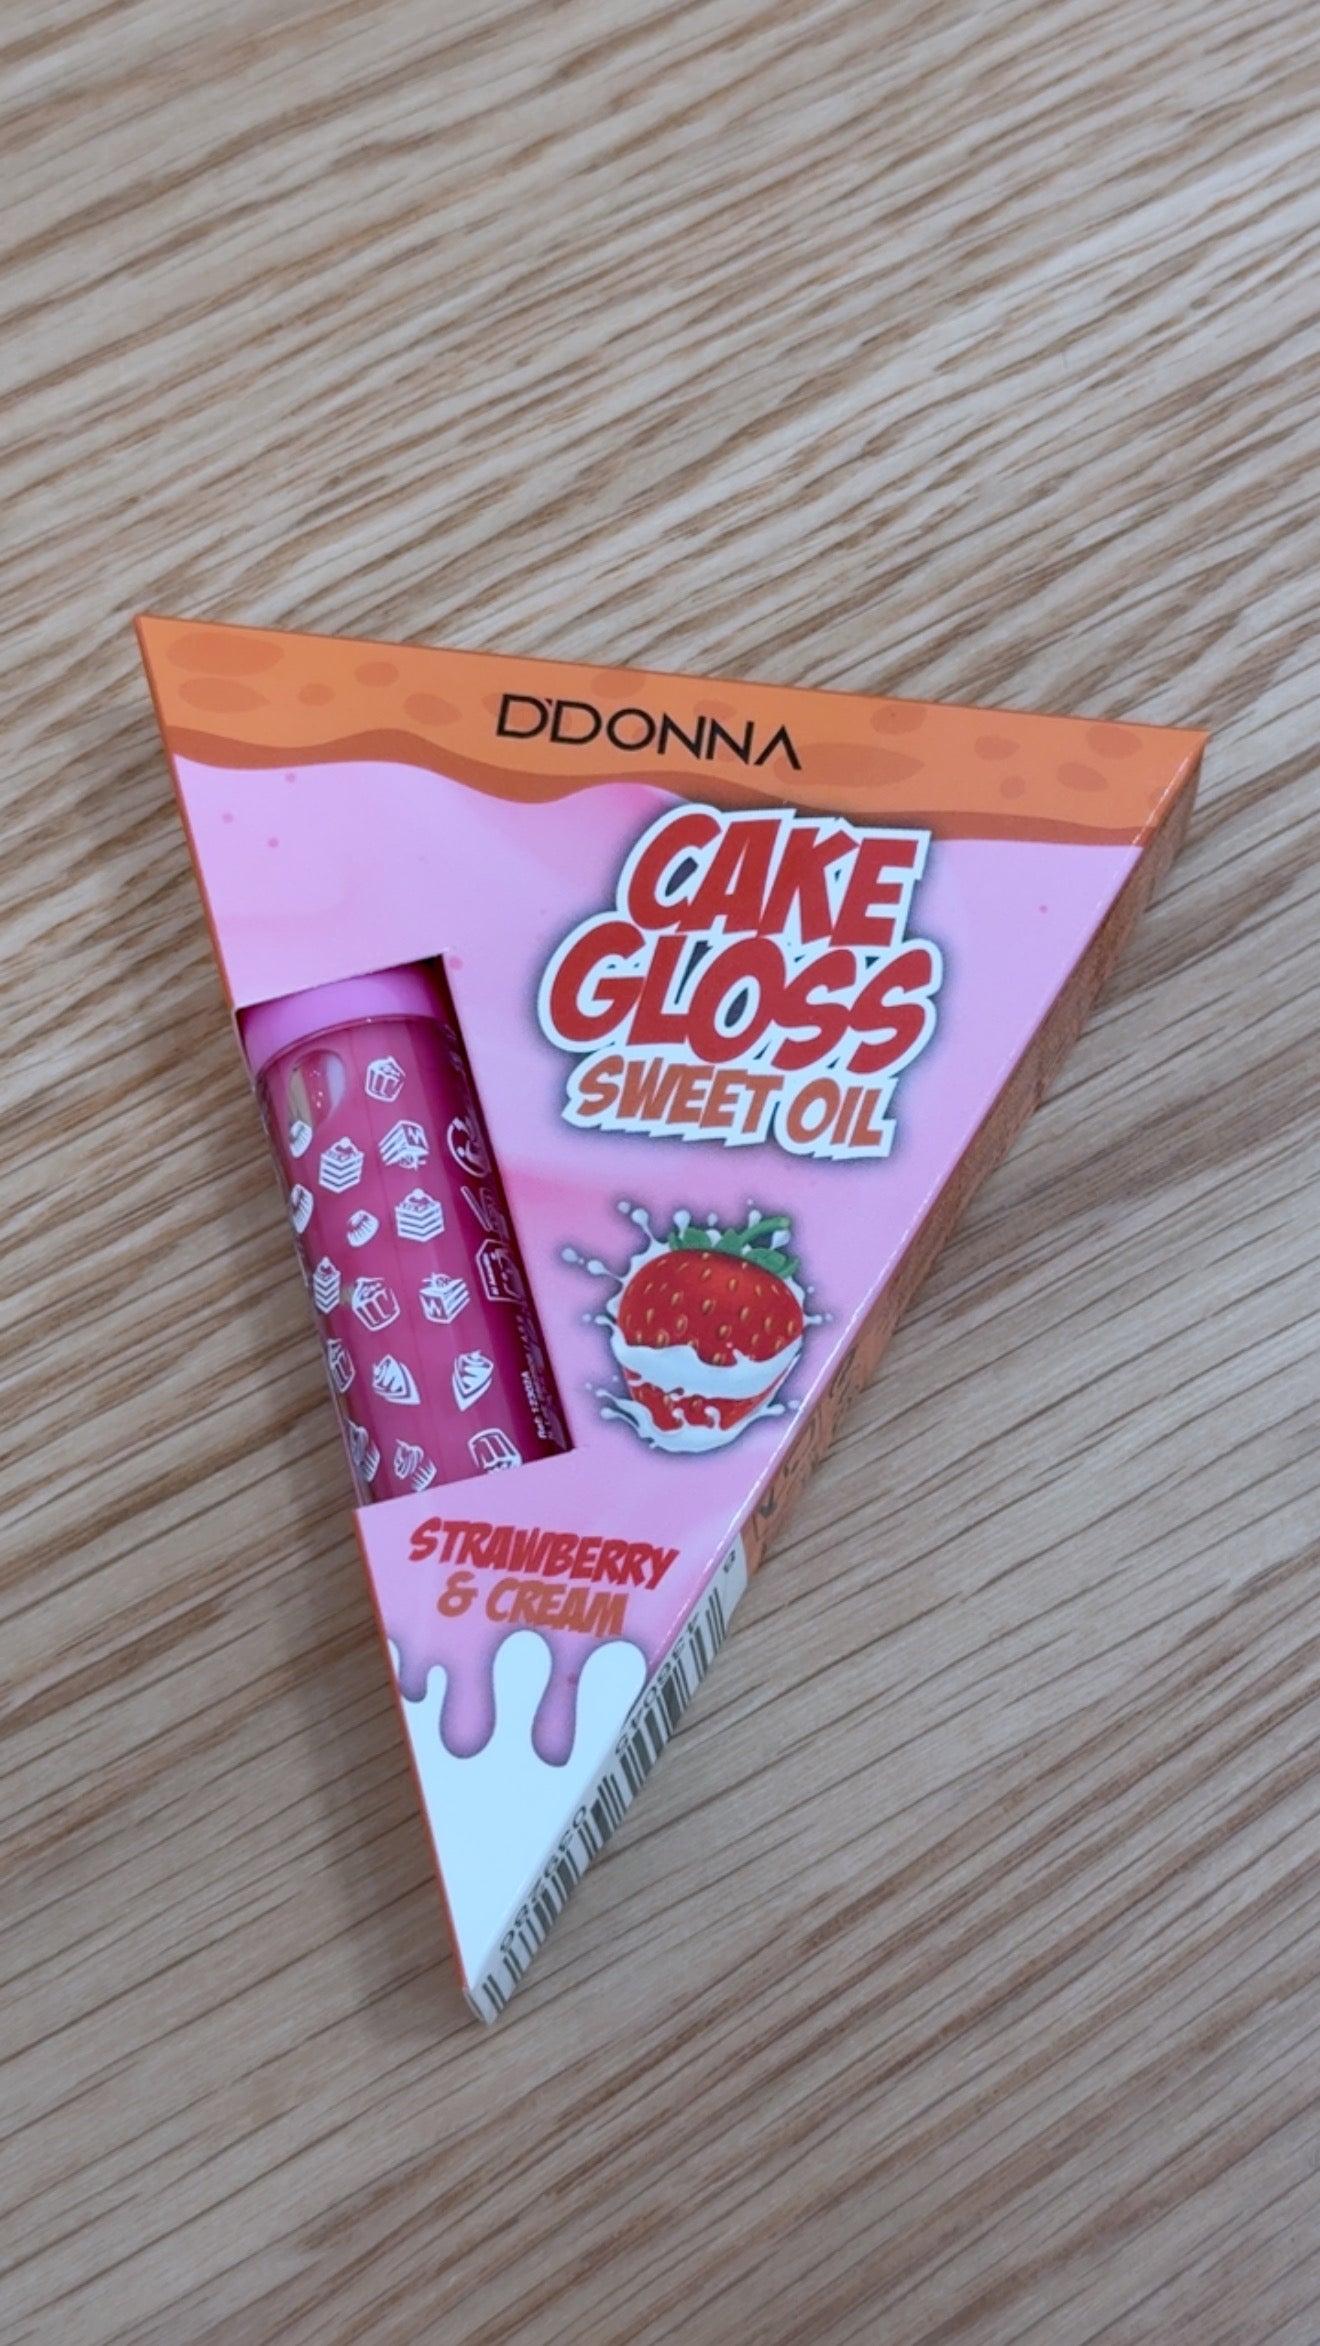 D'DONNA
CAKE
GLOSS
SWEET OIL
STRAWBERRY
& CREAM